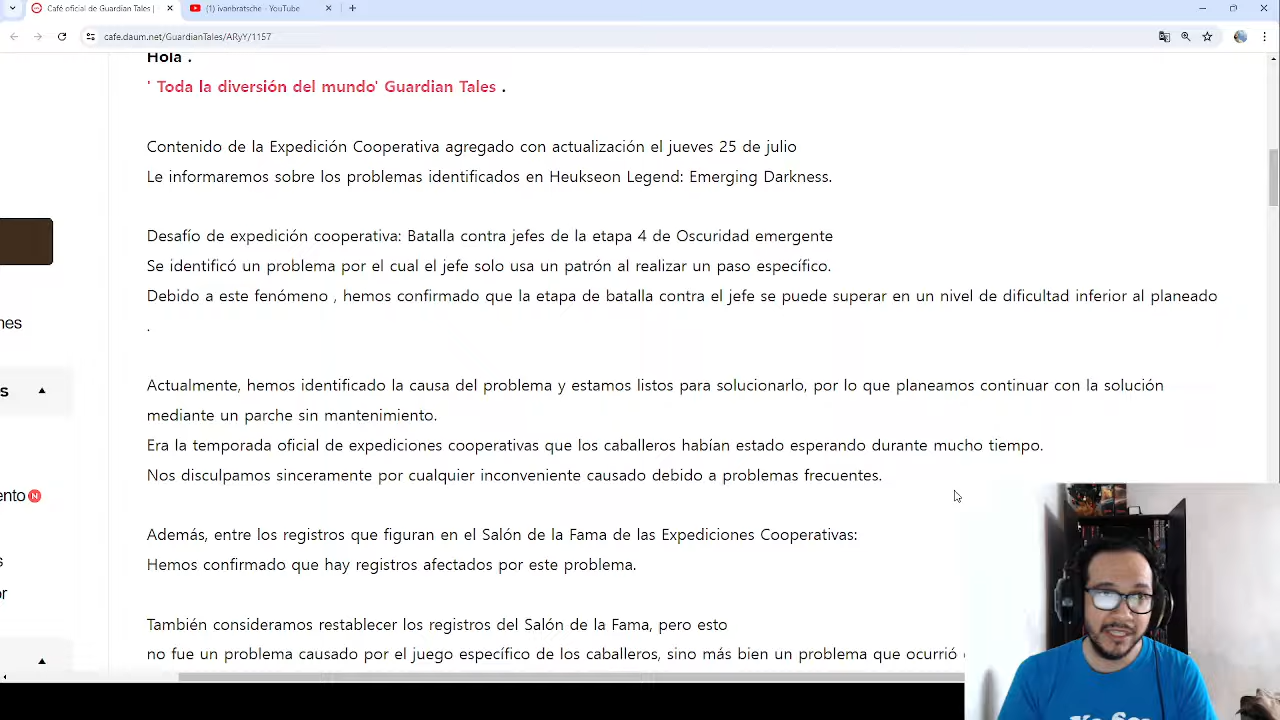 Café oficial de Guardian Tales |
(1) ivanbratsche - YouTube
cafe.daum.net/GuardianTales/ARyY/1157
Hola .
' Toda la diversión del mundo' Guardian Tales .
Contenido de la Expedición Cooperativa agregado con actualización el jueves 25 de julio
Le informaremos sobre los problemas identificados en Heukseon Legend: Emerging Darkness.
Desafío de expedición cooperativa: Batalla contra jefes de la etapa 4 de Oscuridad emergente
Se identificó un problema por el cual el jefe solo usa un patrón al realizar un paso específico.
Debido a este fenómeno , hemos confirmado que la etapa de batalla contra el jefe se puede superar en un nivel de dificultad inferior al planeado
.
nes
Actualmente, hemos identificado la causa del problema y estamos listos para solucionarlo, por lo que planeamos continuar con la solución
s
mediante un parche sin mantenimiento.
Era la temporada oficial de expediciones cooperativas que los caballeros habían estado esperando durante mucho tiempo.
Nos disculpamos sinceramente por cualquier inconveniente causado debido a problemas frecuentes.
ento N
Además, entre los registros que figuran en el Salón de la Fama de las Expediciones Cooperativas:
s
Hemos confirmado que hay registros afectados por este problema.
or
También consideramos restablecer los registros del Salón de la Fama, pero esto
no fue un problema causado por el juego específico de los caballeros, sino más bien un problema que ocurrió